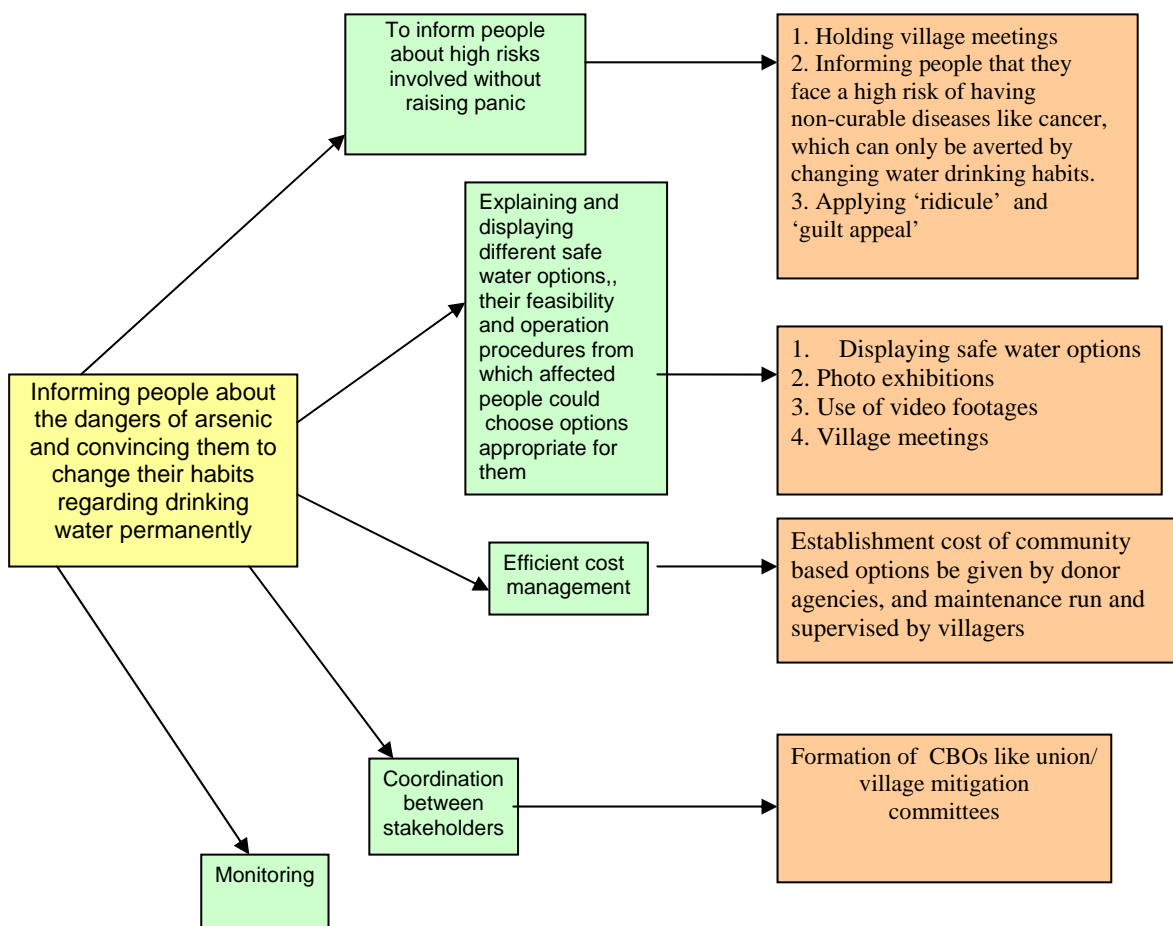 To inform people
about high risks
involved without
raising panic
1. Holding village meetings
2. Informing people that they
face a high risk of having
non-curable diseases like cancer,
which can only be averted by
changing water drinking habits.
3. Applying ‘ridicule’ and
‘guilt appeal’
Explaining and
displaying
different safe
water options,,
their feasibility
and operation
procedures from
which affected
people could
choose options
appropriate for
them
1. Displaying safe water options
2. Photo exhibitions
3. Use of video footages
4. Village meetings
Informing people about
the dangers of arsenic
and convincing them to
change their habits
regarding drinking
water permanently
Efficient cost
management
Establishment cost of community
based options be given by donor
agencies, and maintenance run and
supervised by villagers
Coordination
between
stakeholders
Formation of CBOs like union/
village mitigation
committees
Monitoring